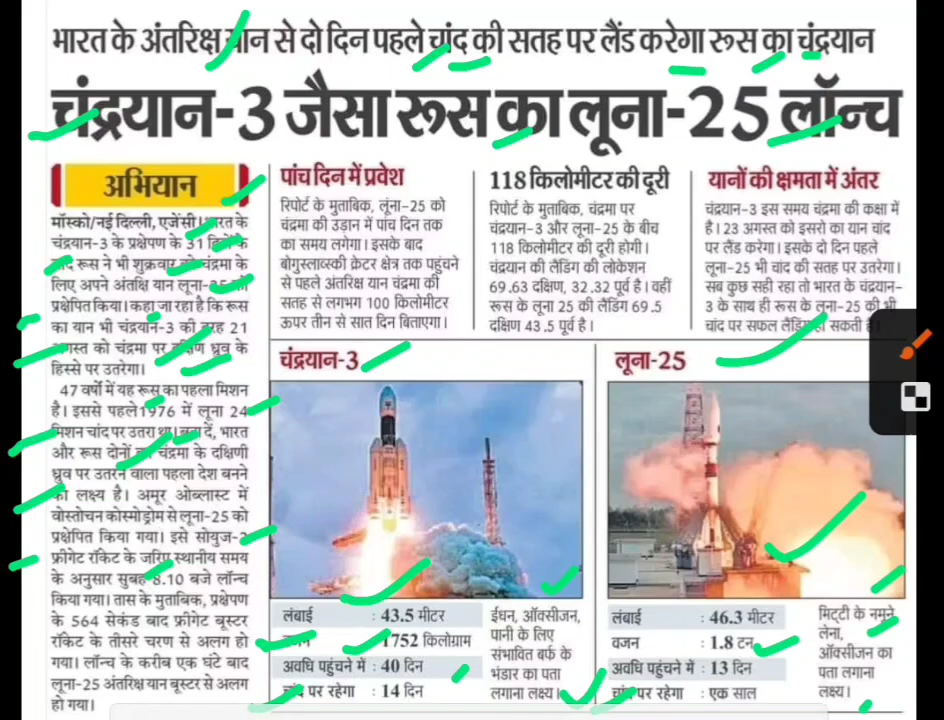 भारत के अंतरिक्ष यान से दो दिन पहले चांद की सतह पर लैंड करेगा रूस का चंद्रयान
चंद्रयान-3 जैसा रूस का लूना-25 लॉन्च
अभियान
मॉस्को/नई दिल्ली, एजेंसी। भारत के
चंद्रयान-3 के प्रक्षेपण के 31 दिनों के
बाद रूस ने भी शुक्रवार को चंद्रमा के
लिए अपने अंतक्षि यान लूना-25 को
प्रक्षेपित किया। कहा जा रहा है कि रूस
का यान भी चंद्रयान-3 की तरह 21
अगस्त को चंद्रमा पर दक्षिण ध्रुव के
हिस्से पर उतरेगा।
47 वर्षों में यह रूस का पहला मिशन
है। इससे पहले1976 में लूना 24
मिशन चांद पर उतरा था। बता दें, भारत
और रूस दोनों का चंद्रमा के दक्षिणी
ध्रुव पर उतरने वाला पहला देश बनने
का लक्ष्य है। अमूर ओब्लास्ट में
वोस्तोचन कोस्मोड्रोम से लूना-25 को
प्रक्षेपित किया गया। इसे सोयुज-2
फ्रीगेट रॉकेट के जरिए स्थानीय समय
के अनुसार सुबह 8.10 बजे लॉन्च
किया गया। तास के मुताबिक, प्रक्षेपण
के 564 सेकंड बाद फ्रीगेट बूस्टर
रॉकेट के तीसरे चरण से अलग हो
गया। लॉन्च के करीब एक घंटे बाद
लूना-25 अंतरिक्ष यान बूस्टर से अलग
हो गया।
पांच दिन में प्रवेश
रिपोर्ट के मुताबिक, लूंना-25 को
चंद्रमा की उड़ान में पांच दिन तक
का समय लगेगा। इसके बाद
बोगुस्लाव्स्की क्रेटर क्षेत्र तक पहुंचने
से पहले अंतरिक्ष यान चंद्रमा की
सतह से लगभग 100 किलोमीटर
ऊपर तीन से सात दिन बिताएगा।
118 किलोमीटर की दूरी
रिपोर्ट के मुताबिक, चंद्रमा पर
चंद्रयान-3 और लूना-25 के बीच
118 किलोमीटर की दूरी होगी।
चंद्रयान की लैंडिंग की लोकेशन
69.63 दक्षिण, 32.32 पूर्व है। वहीं
रूस के लूना 25 की लैंडिंग 69.5
दक्षिण 43.5 पूर्व है।
यानों की क्षमता में अंतर
चंद्रयान-3 इस समय चंद्रमा की कक्षा में
है। 23 अगस्त को इसरो का यान चांद
पर लैंड करेगा। इसके दो दिन पहले
लूना-25 भी चांद की सतह पर उतरेगा।
सब कुछ सही रहा तो भारत के चंद्रयान-
3 के साथ ही रूस के लूना-25 की भी
चांद पर सफल लैंडिंग हो सकती है।
चंद्रयान-3
लंबाई : 43.5 मीटर
वजन : 1752 किलोग्राम
अवधि पहुंचने में : 40 दिन
चांद पर रहेगा : 14 दिन
ईंधन, ऑक्सीजन,
पानी के लिए
संभावित बर्फ के
भंडार का पता
लगाना लक्ष्य।
लूना-25
लंबाई : 46.3 मीटर
वजन : 1.8 टन
अवधि पहुंचने में : 13 दिन
चांद पर रहेगा : एक साल
मिट्टी के नमूने
लेना,
ऑक्सीजन का
पता लगाना
लक्ष्य।